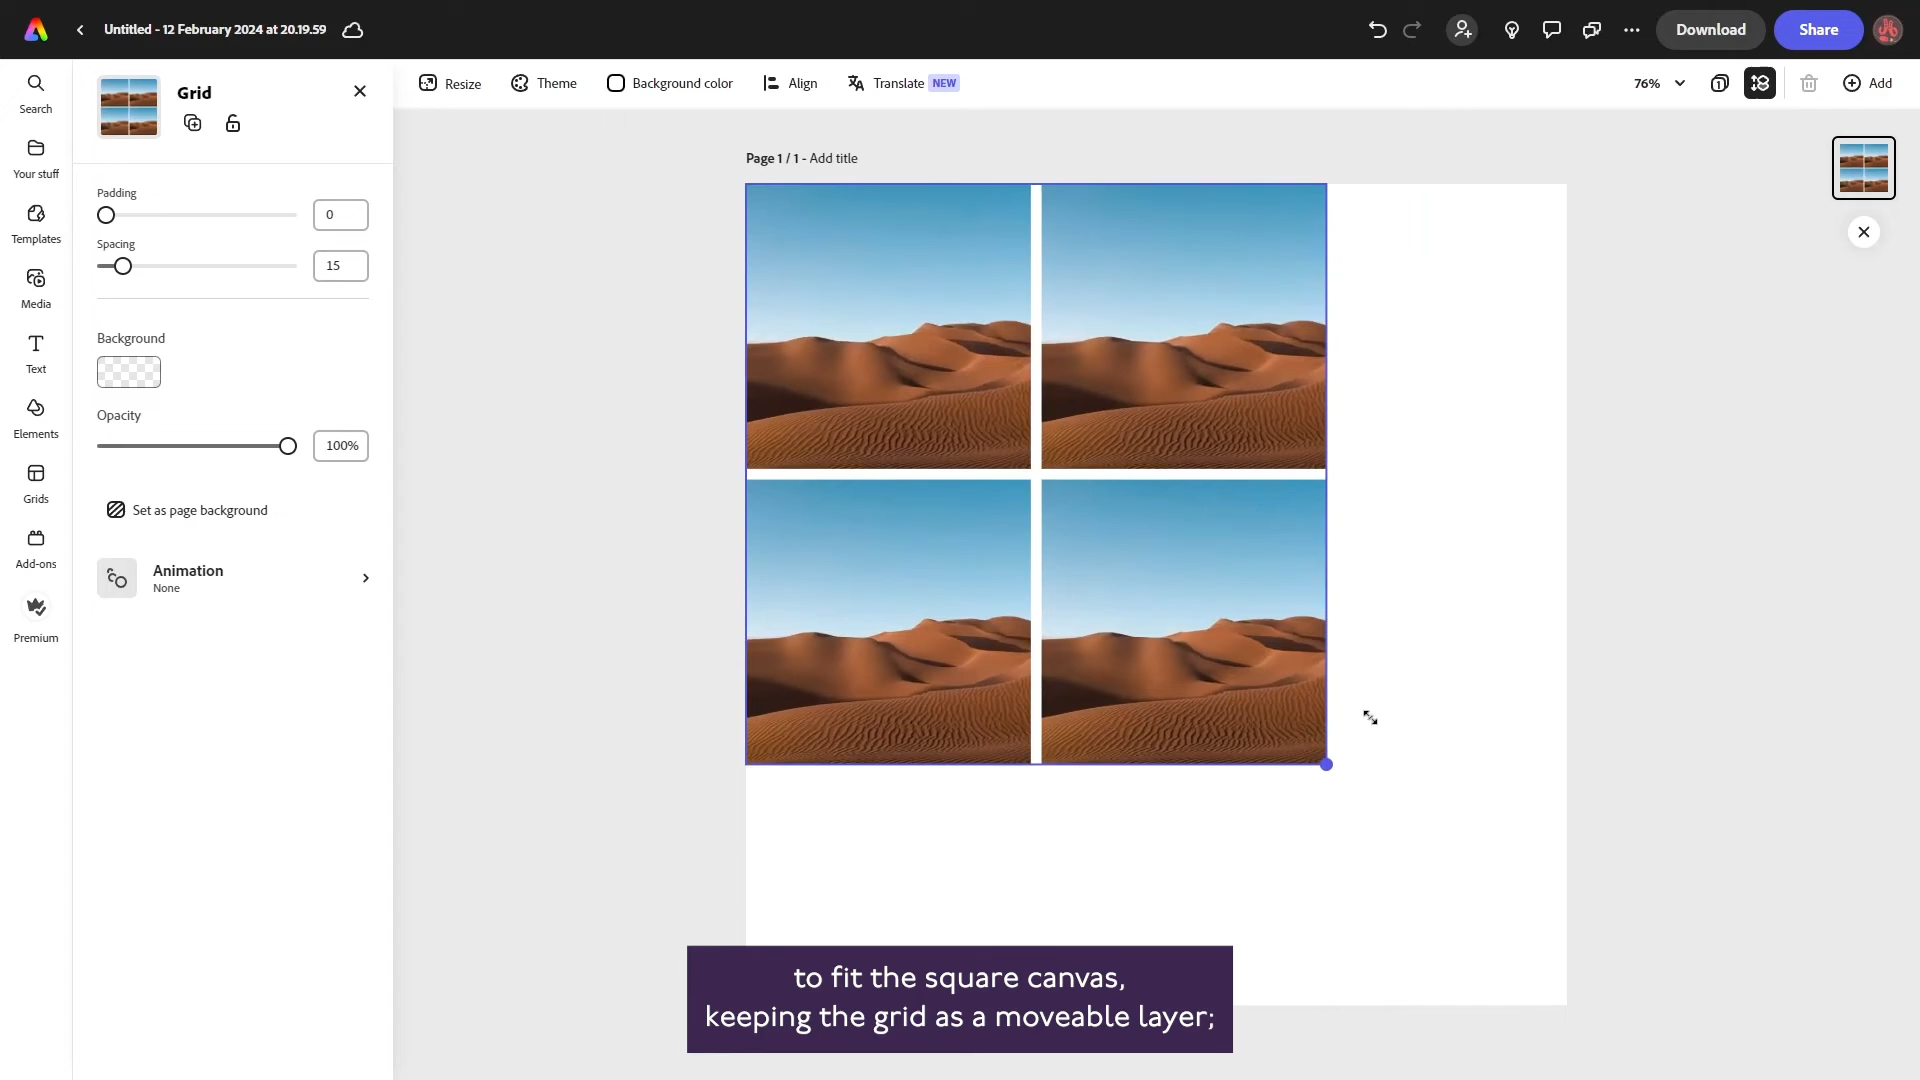 Untitled - 12 February 2024 at 20.19.59
Download
Share
Search
Your stuff
Templates
Media
Text
Elements
Grids
Add-ons
Premium
Grid
Padding
0
Spacing
15
Background
Opacity
100%
Set as page background
Animation
None
Resize
Theme
Background color
Align
Translate NEW
76%
1
Add
Page 1 / 1 - Add title
to fit the square canvas,
keeping the grid as a moveable layer;